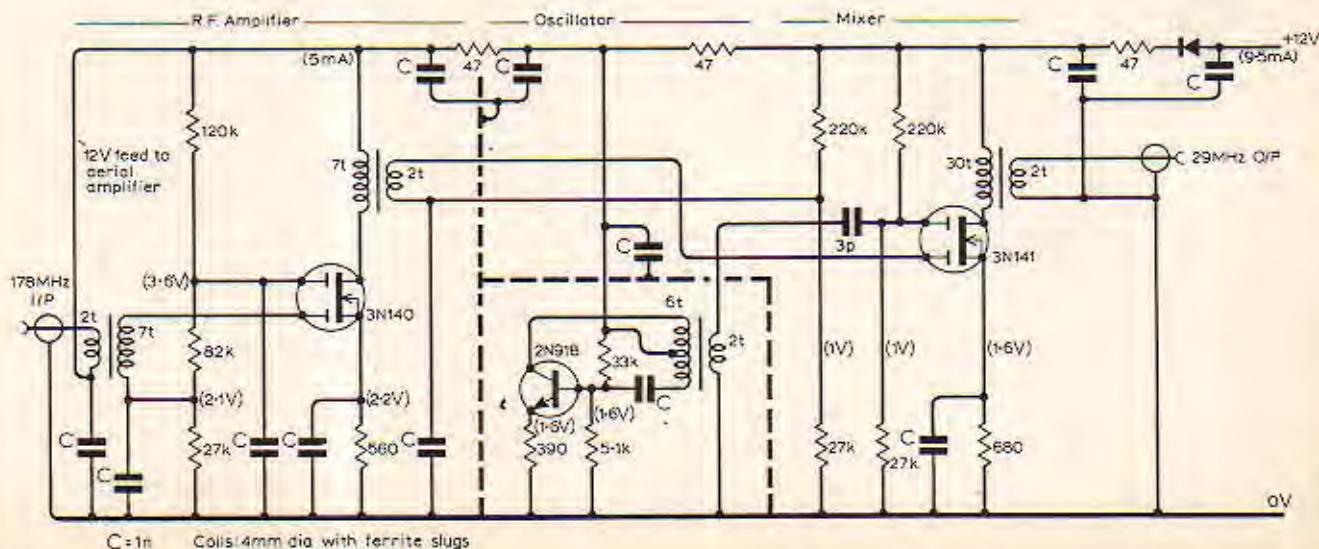 R.F. Amplifier
Oscillator
Mixer
+12V
(9·5mA)
(5mA)
C
47
C
47
C
47
C
120k
220k
220k
12V feed to
aerial
amplifier
7t
2t
30t
2t
C 29MHz O/P
3p
C
3N141
178MHz
I/P
(3·6V)
2t
7t
3N140
6t
2t
82k
2N918
33k
(1V)
(1V)
(1·6V)
(2·1V)
(2·2V)
(1·6V)
C
(1·6V)
C
C
27k
C
C
560
C
390
5·1k
27k
27k
C
680
0V
C = 1n
Coils: 4mm dia with ferrite slugs